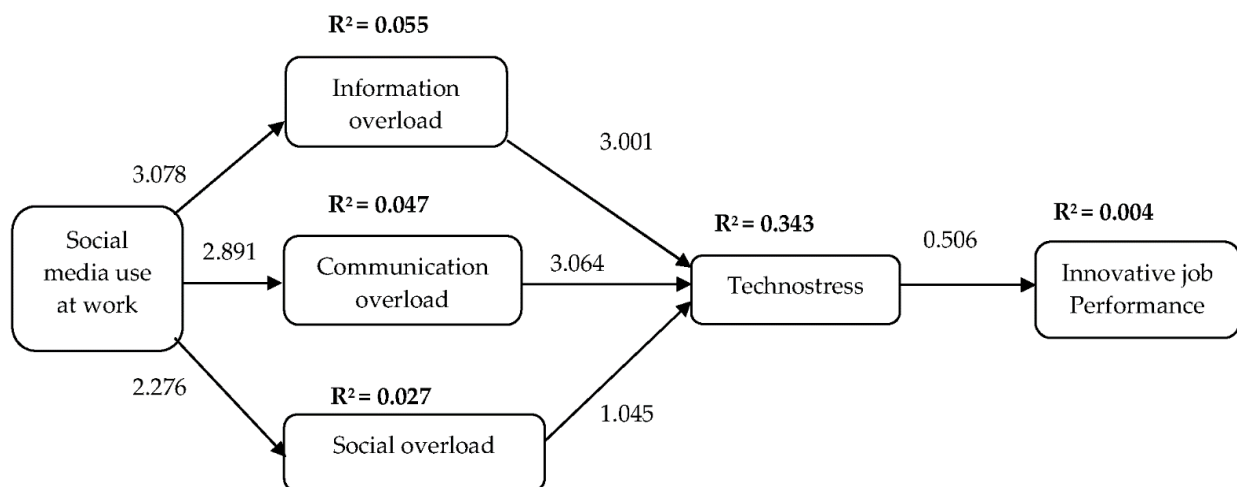 R² = 0.055
Information
overload
3.001
3.078
R² = 0.047
R² = 0.343
R² = 0.004
Social
media use
at work
2.891
Communication
overload
3.064
Technostress
0.506
Innovative job
Performance
2.276
R² = 0.027
1.045
Social overload